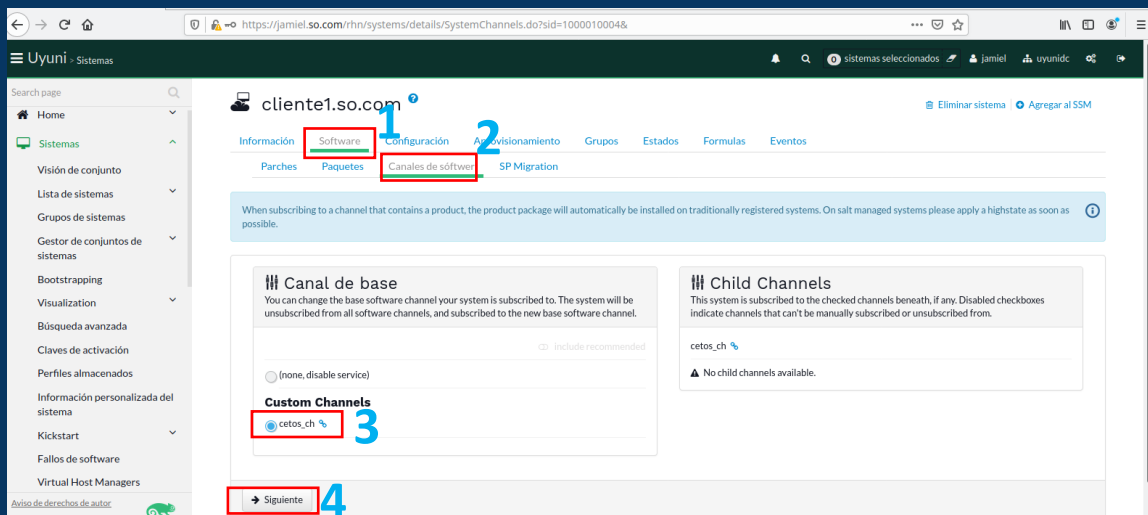 https://jamiel.so.com/rhn/systems/details/SystemChannels.do?sid=1000010004&
Uyuni > Sistemas
0 sistemas seleccionados jamiel uyunidc
Search page
Home
Sistemas
Visión de conjunto
Lista de sistemas
Grupos de sistemas
Gestor de conjuntos de
sistemas
Bootstrapping
Visualization
Búsqueda avanzada
Claves de activación
Perfiles almacenados
Información personalizada del
sistema
Kickstart
Fallos de software
Virtual Host Managers
Aviso de derechos de autor
cliente1.so.com ?
Eliminar sistema Agregar al SSM
1
2
Información Software Configuración Aprovisionamiento Grupos Estados Formulas Eventos
Parches Paquetes Canales de sóftwer SP Migration
When subscribing to a channel that contains a product, the product package will automatically be installed on traditionally registered systems. On salt managed systems please apply a highstate as soon as
possible.
Canal de base
You can change the base software channel your system is subscribed to. The system will be
unsubscribed from all software channels, and subscribed to the new base software channel.
include recommended
(none, disable service)
Custom Channels
cetos_ch
3
Child Channels
This system is subscribed to the checked channels beneath, if any. Disabled checkboxes
indicate channels that can't be manually subscribed or unsubscribed from.
cetos_ch
No child channels available.
Siguiente
4